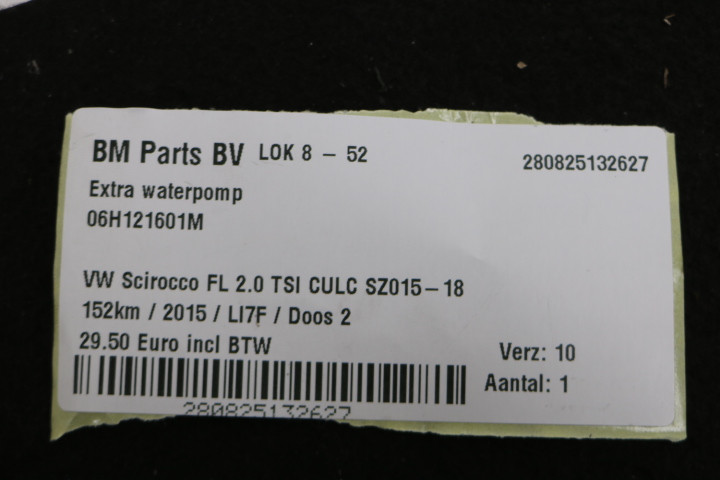 BM Parts BV LOK 8 - 52 280825132627
Extra waterpomp
06H121601M
VW Scirocco FL 2.0 TSI CULC SZ015-18
152km / 2015 / LI7F / Doos 2
29.50 Euro incl BTW Verz: 10
Aantal: 1
280825132627